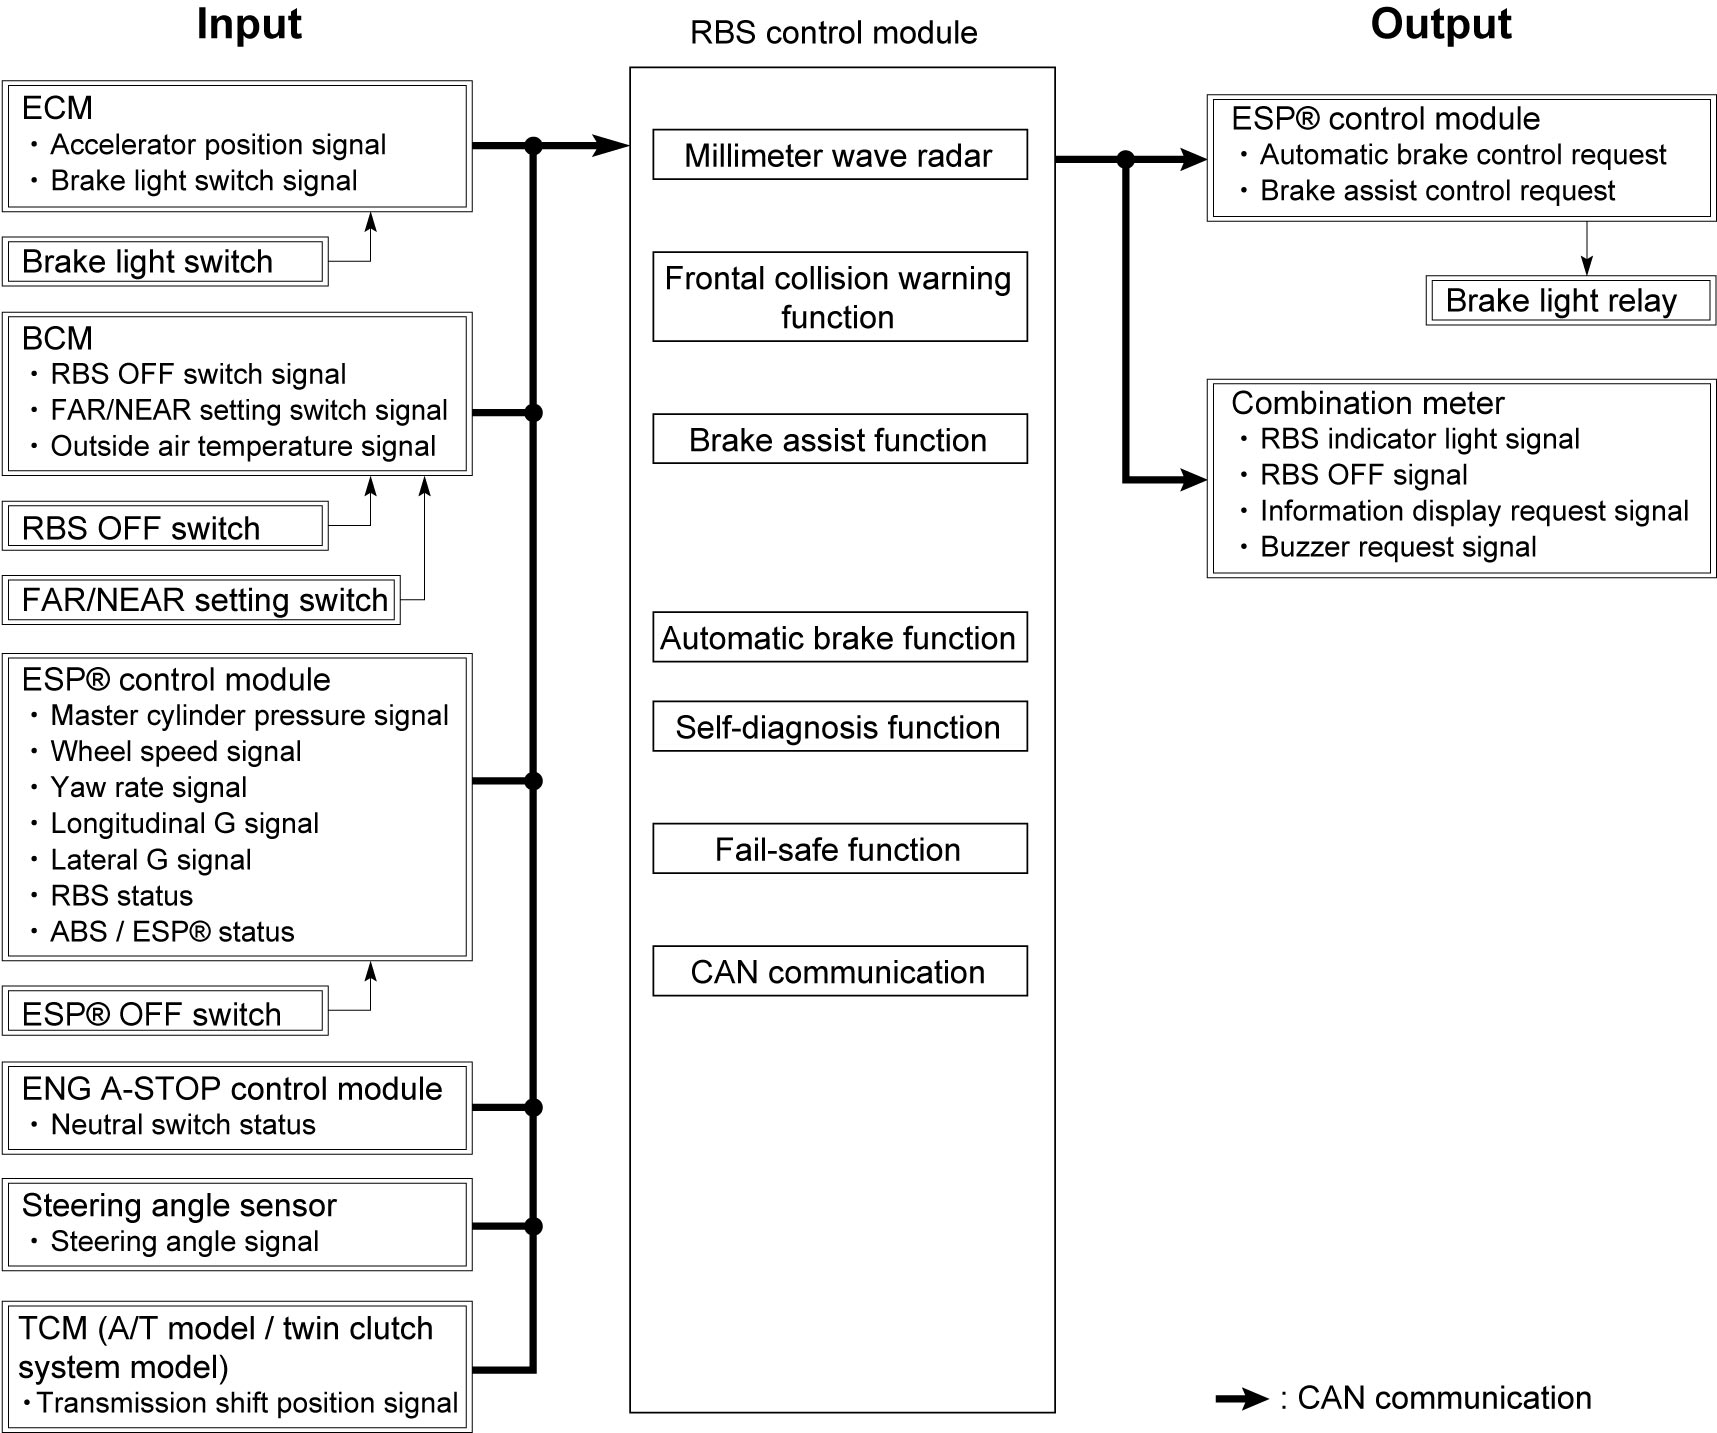 Input
ECM
・Accelerator position signal
・Brake light switch signal
Brake light switch
BCM
・RBS OFF switch signal
・FAR/NEAR setting switch signal
・Outside air temperature signal
RBS OFF switch
FAR/NEAR setting switch
ESP® control module
・Master cylinder pressure signal
・Wheel speed signal
・Yaw rate signal
・Longitudinal G signal
・Lateral G signal
・RBS status
・ABS / ESP® status
ESP® OFF switch
ENG A-STOP control module
・Neutral switch status
Steering angle sensor
・Steering angle signal
TCM (A/T model / twin clutch
system model)
・Transmission shift position signal
RBS control module
Millimeter wave radar
Frontal collision warning
function
Brake assist function
Automatic brake function
Self-diagnosis function
Fail-safe function
CAN communication
Output
ESP® control module
・Automatic brake control request
・Brake assist control request
Brake light relay
Combination meter
・RBS indicator light signal
・RBS OFF signal
・Information display request signal
・Buzzer request signal
: CAN communication